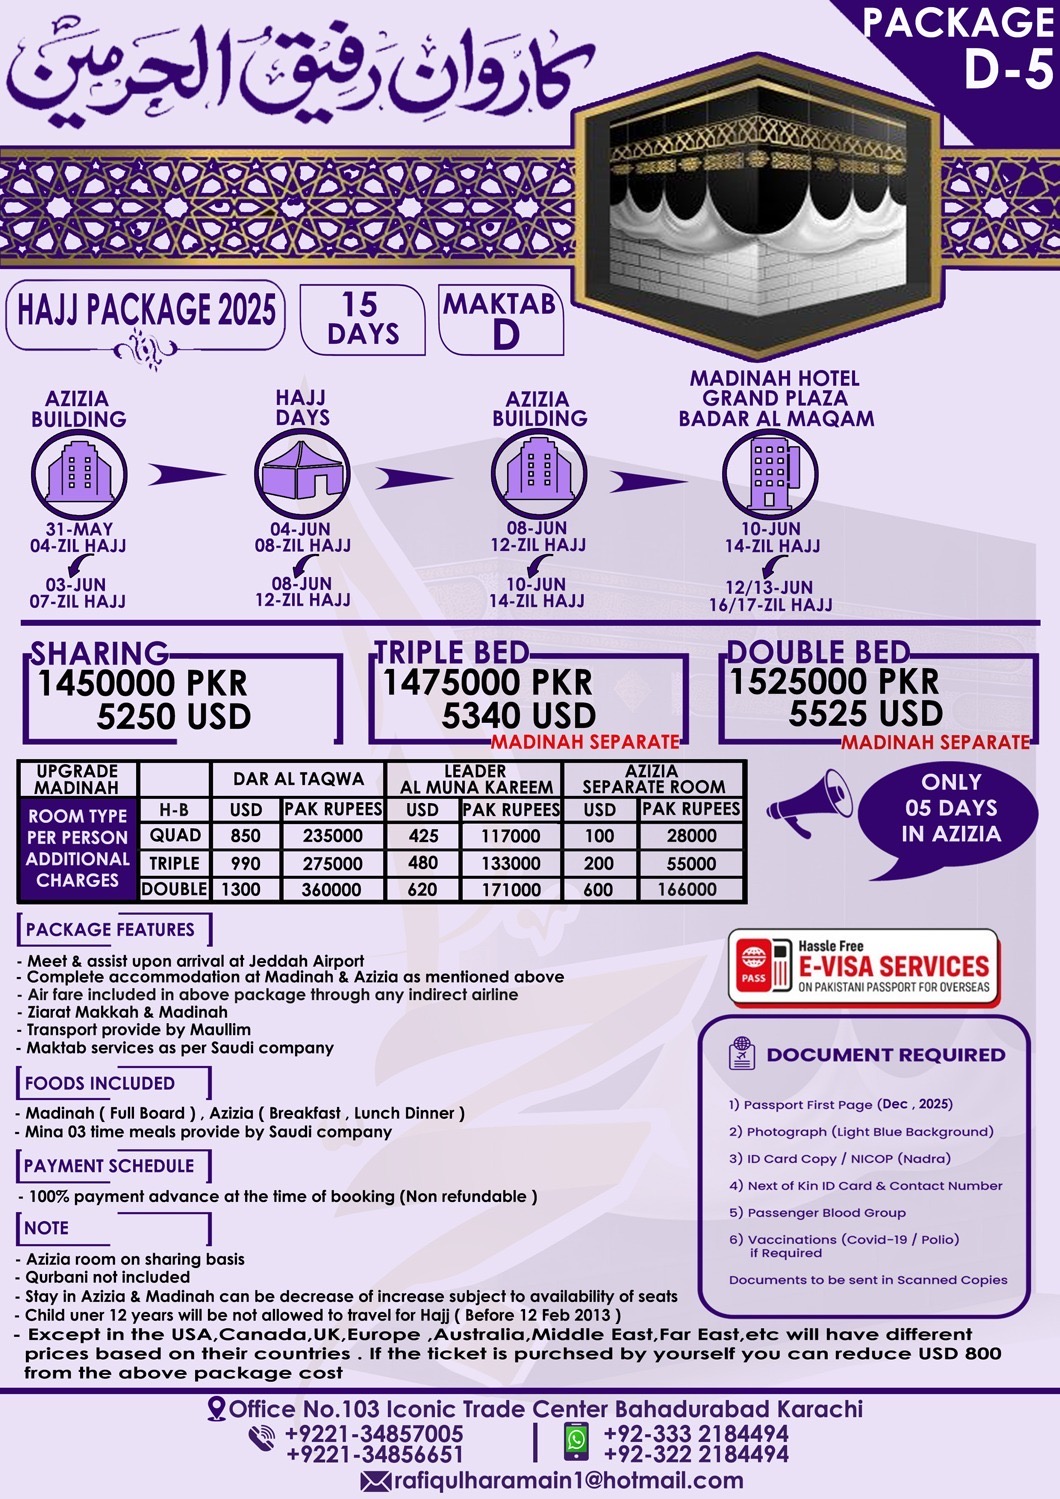 کاروانِ رفیق الحرمین
PACKAGE
D-5
HAJJ PACKAGE 2025
15
DAYS
MAKTAB
D
AZIZIA
BUILDING
31-MAY
04-ZIL HAJJ
03-JUN
07-ZIL HAJJ
HAJJ
DAYS
04-JUN
08-ZIL HAJJ
08-JUN
12-ZIL HAJJ
AZIZIA
BUILDING
08-JUN
12-ZIL HAJJ
10-JUN
14-ZIL HAJJ
MADINAH HOTEL
GRAND PLAZA
BADAR AL MAQAM
10-JUN
14-ZIL HAJJ
12/13-JUN
16/17-ZIL HAJJ
SHARING
1450000 PKR
5250 USD
TRIPLE BED
1475000 PKR
5340 USD
MADINAH SEPARATE
DOUBLE BED
1525000 PKR
5525 USD
MADINAH SEPARATE
UPGRADE MADINAH DAR AL TAQWA LEADER AL MUNA KAREEM AZIZIA SEPARATE ROOM
ROOM TYPE PER PERSON ADDITIONAL CHARGES
H-B USD PAK RUPEES USD PAK RUPEES USD PAK RUPEES
QUAD 850 235000 425 117000 100 28000
TRIPLE 990 275000 480 133000 200 55000
DOUBLE 1300 360000 620 171000 600 166000
ONLY
05 DAYS
IN AZIZIA
PACKAGE FEATURES
- Meet & assist upon arrival at Jeddah Airport
- Complete accommodation at Madinah & Azizia as mentioned above
- Air fare included in above package through any indirect airline
- Ziarat Makkah & Madinah
- Transport provide by Maullim
- Maktab services as per Saudi company
FOODS INCLUDED
- Madinah ( Full Board ) , Azizia ( Breakfast , Lunch Dinner )
- Mina 03 time meals provide by Saudi company
PAYMENT SCHEDULE
- 100% payment advance at the time of booking (Non refundable )
NOTE
- Azizia room on sharing basis
- Qurbani not included
- Stay in Azizia & Madinah can be decrease of increase subject to availability of seats
- Child uner 12 years will be not allowed to travel for Hajj ( Before 12 Feb 2013 )
- Except in the USA,Canada,UK,Europe ,Australia,Middle East,Far East,etc will have different
prices based on their countries . If the ticket is purchsed by yourself you can reduce USD 800
from the above package cost
PASS
Hassle Free
E-VISA SERVICES
ON PAKISTANI PASSPORT FOR OVERSEAS
DOCUMENT REQUIRED
1) Passport First Page (Dec , 2025)
2) Photograph (Light Blue Background)
3) ID Card Copy / NICOP (Nadra)
4) Next of Kin ID Card & Contact Number
5) Passenger Blood Group
6) Vaccinations (Covid-19 / Polio)
if Required
Documents to be sent in Scanned Copies
Office No.103 Iconic Trade Center Bahadurabad Karachi
+9221-34857005
+9221-34856651
+92-333 2184494
+92-322 2184494
rafiqulharamain1@hotmail.com